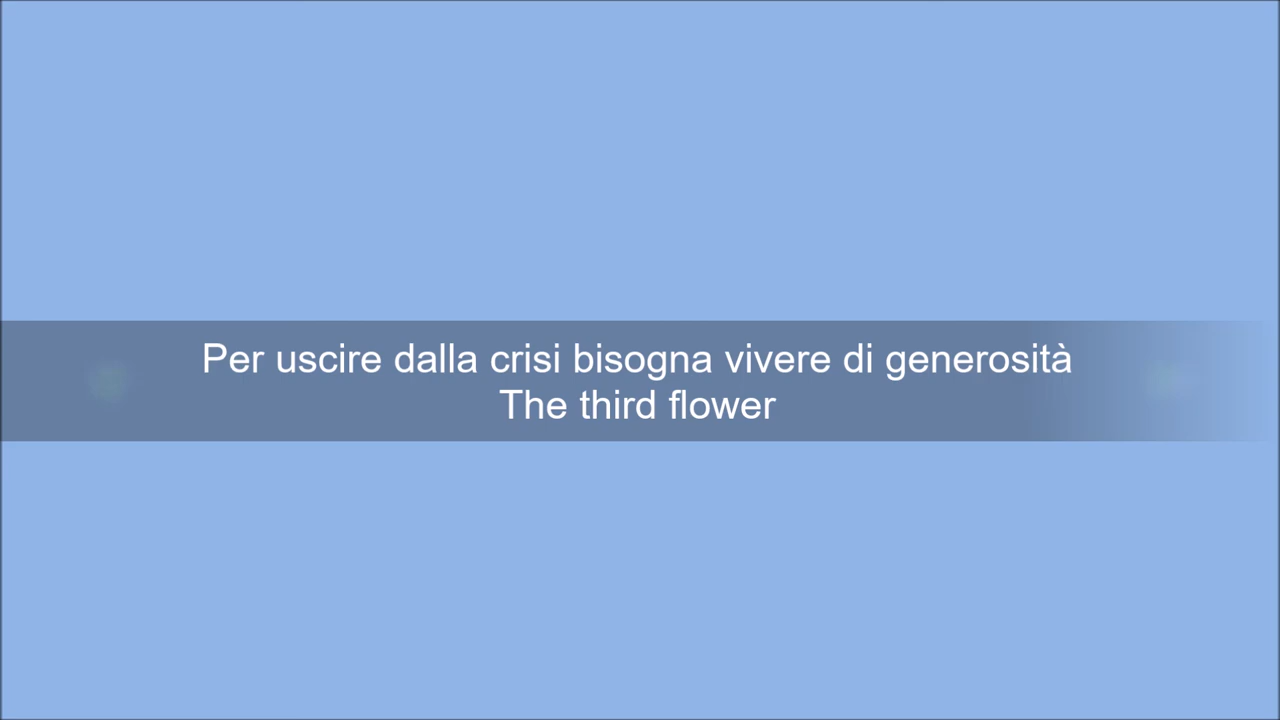 Per uscire dalla crisi bisogna vivere di generosità
The third flower